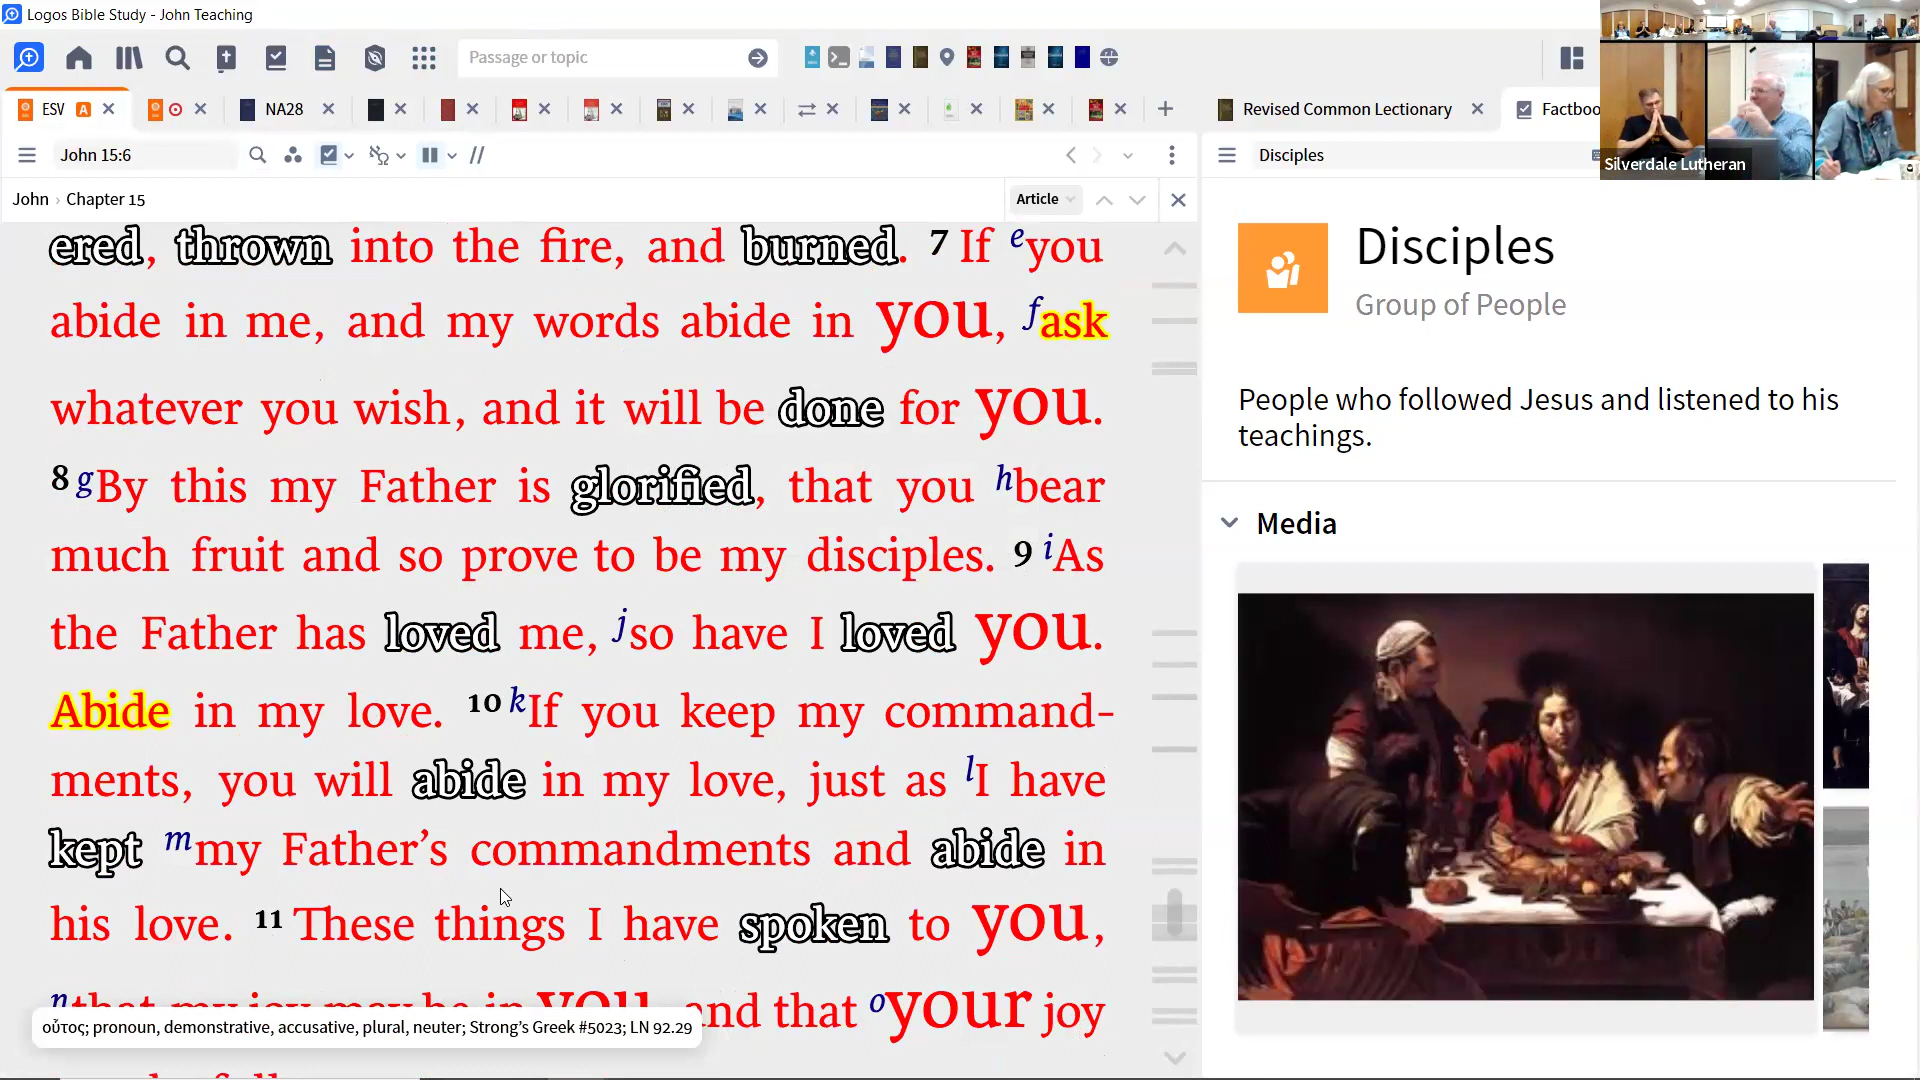 Logos Bible Study - John Teaching
Passage or topic
ESV A
NA28
Revised Common Lectionary
Factboo
John 15:6
Disciples
Silverdale Lutheran
John › Chapter 15
Article
ered, thrown into the fire, and burned. 7 If eyou
abide in me, and my words abide in you, fask
whatever you wish, and it will be done for you.
8 gBy this my Father is glorified, that you hbear
much fruit and so prove to be my disciples. 9 iAs
the Father has loved me, jso have I loved you.
Abide in my love. 10 kIf you keep my command-
ments, you will abide in my love, just as lI have
kept mmy Father’s commandments and abide in
his love. 11 These things I have spoken to you,
nthat my joy may be in you, and that oyour joy
οὗτος; pronoun, demonstrative, accusative, plural, neuter; Strong’s Greek #5023; LN 92.29
Disciples
Group of People
People who followed Jesus and listened to his
teachings.
Media